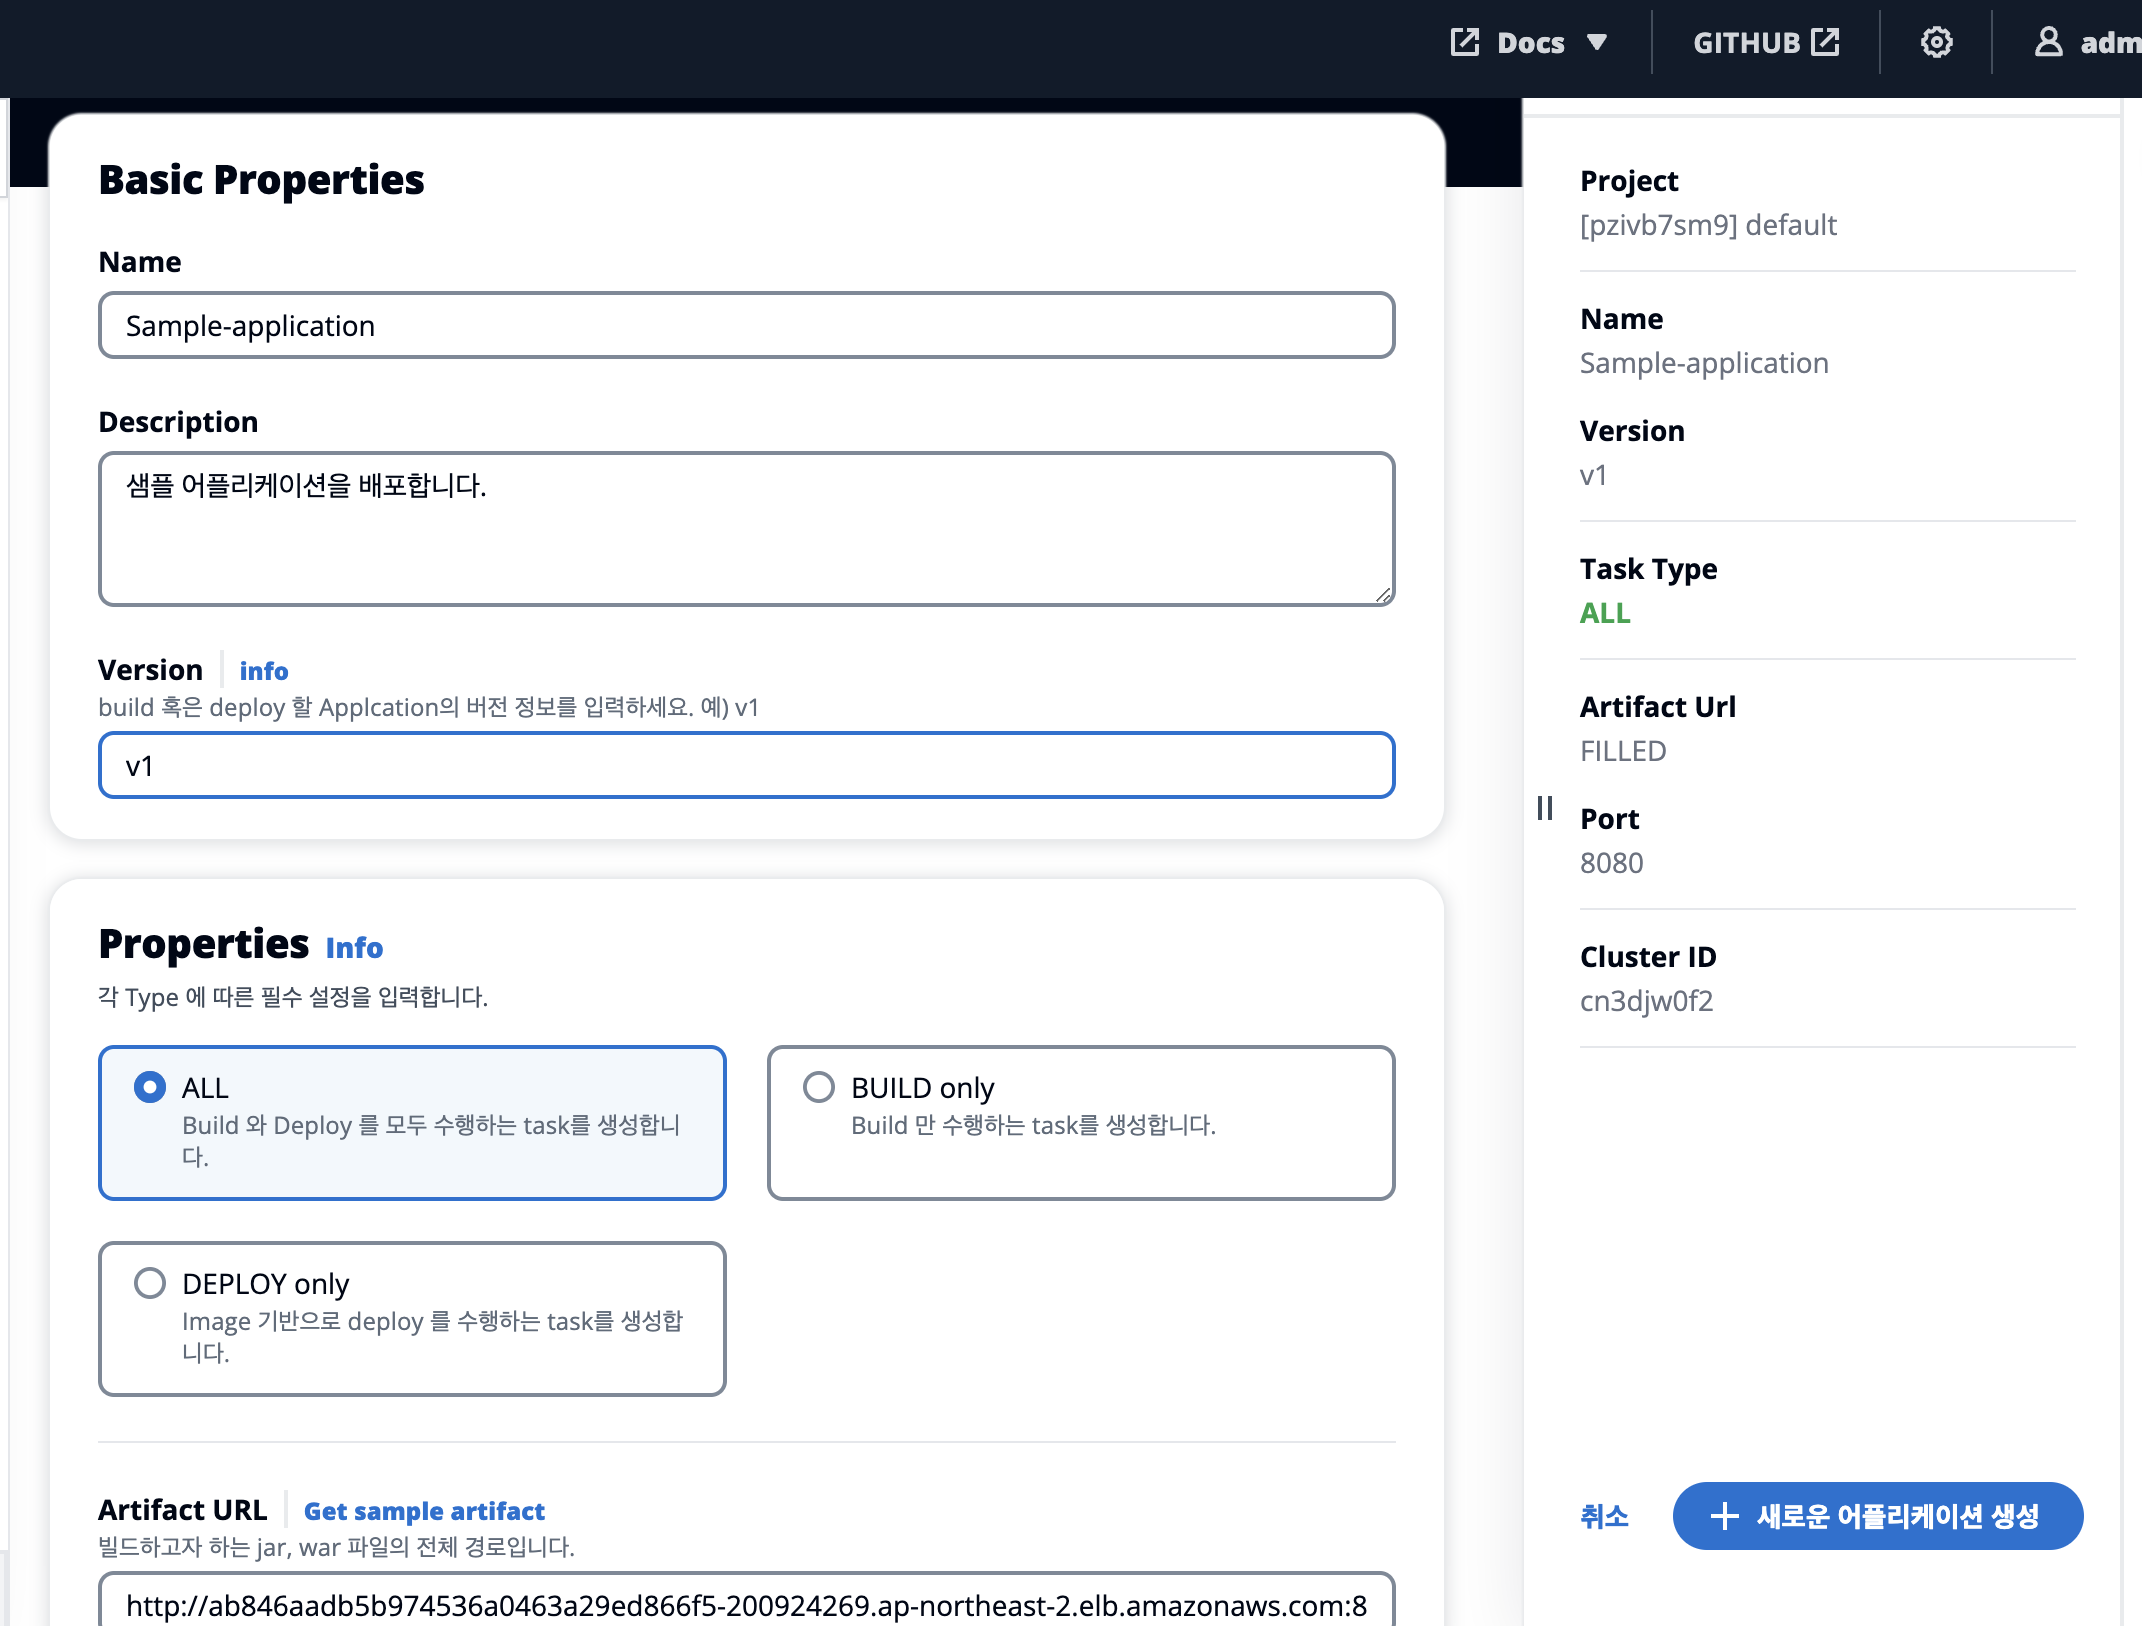 Docs
GITHUB
adm
Basic Properties
Name
Sample-application
Description
샘플 어플리케이션을 배포합니다.
Version info
build 혹은 deploy 할 Applcation의 버전 정보를 입력하세요. 예) v1
v1
Properties Info
각 Type 에 따른 필수 설정을 입력합니다.
ALL
Build 와 Deploy 를 모두 수행하는 task를 생성합니
다.
BUILD only
Build 만 수행하는 task를 생성합니다.
DEPLOY only
Image 기반으로 deploy 를 수행하는 task를 생성합
니다.
Artifact URL Get sample artifact
빌드하고자 하는 jar, war 파일의 전체 경로입니다.
http://ab846aadb5b974536a0463a29ed866f5-200924269.ap-northeast-2.elb.amazonaws.com:8
Project
[pzivb7sm9] default
Name
Sample-application
Version
v1
Task Type
ALL
Artifact Url
FILLED
Port
8080
Cluster ID
cn3djw0f2
취소
새로운 어플리케이션 생성